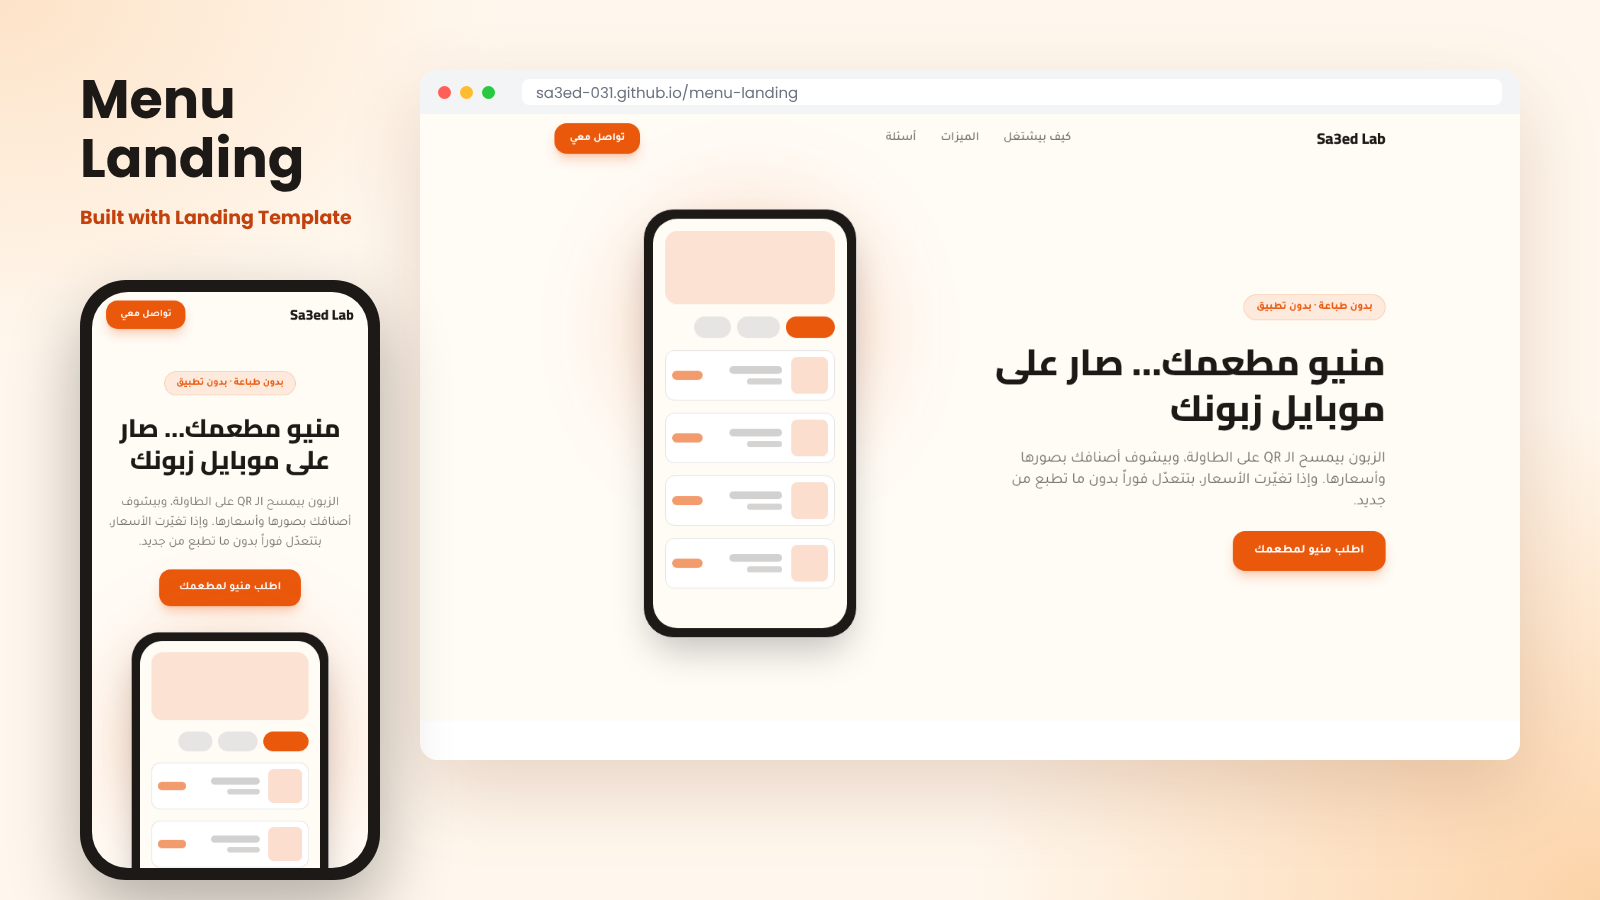 Menu
Landing
Built with Landing Template
sa3ed-031.github.io/menu-landing
Sa3ed Lab
كيف بيشتغل
الميزات
أسئلة
تواصل معي
بدون طباعة · بدون تطبيق
منيو مطعمك... صار على
موبايل زبونك
الزبون بيمسح الـ QR على الطاولة، وبيشوف أصنافك بصورها
وأسعارها. وإذا تغيّرت الأسعار، بتتعدّل فوراً بدون ما تطبع من
جديد.
اطلب منيو لمطعمك
Sa3ed Lab
تواصل معي
بدون طباعة · بدون تطبيق
منيو مطعمك... صار
على موبايل زبونك
الزبون بيمسح الـ QR على الطاولة، وبيشوف
أصنافك بصورها وأسعارها. وإذا تغيّرت الأسعار،
بتتعدّل فوراً بدون ما تطبع من جديد.
اطلب منيو لمطعمك